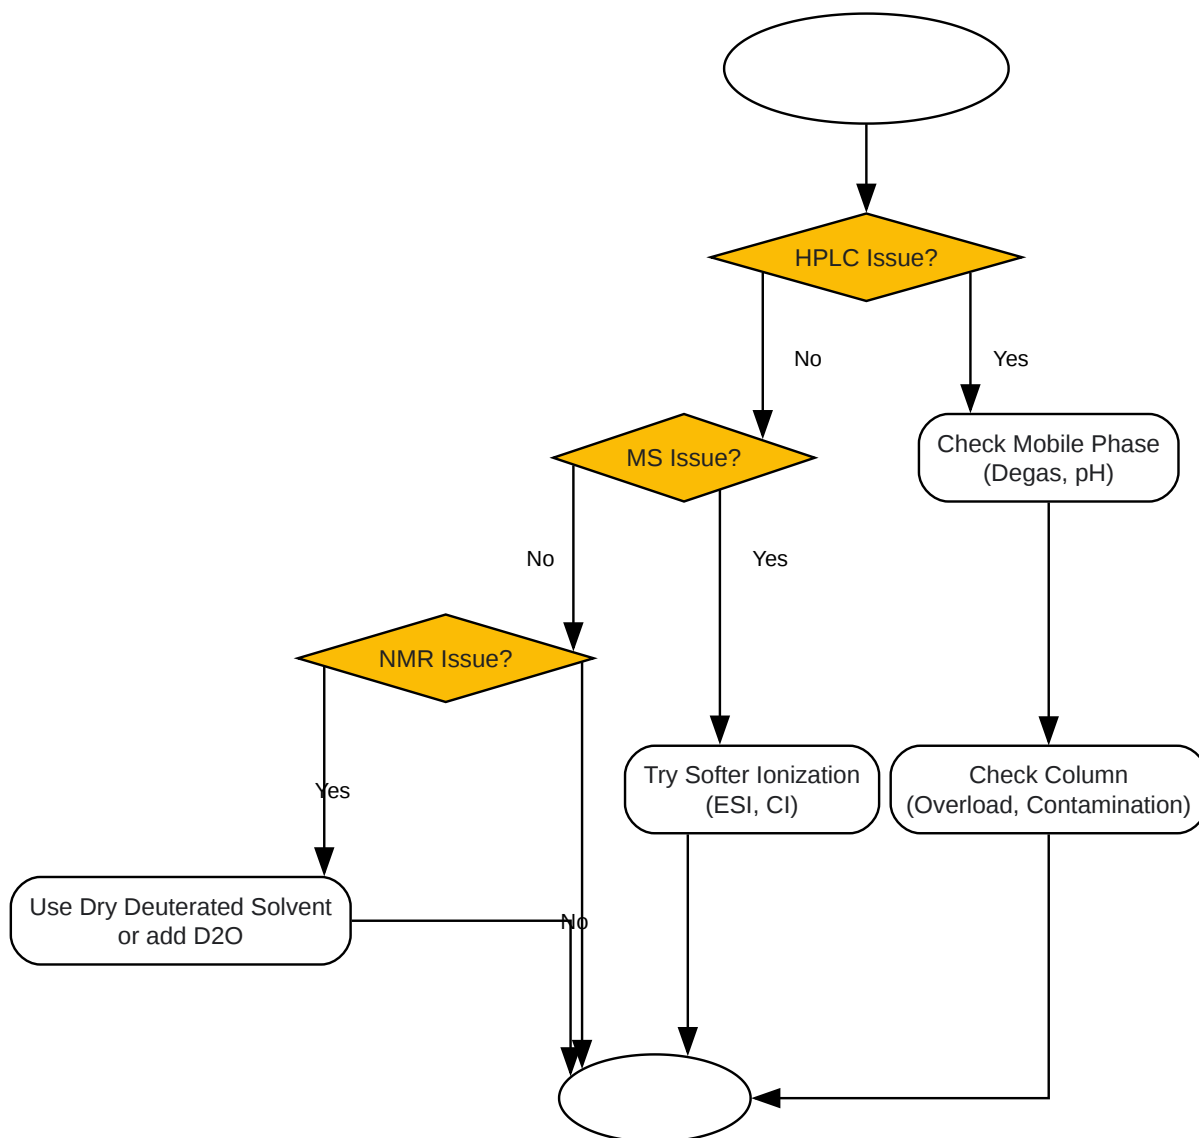 HPLC Issue?
No
Yes
MS Issue?
Check Mobile Phase
(Degas, pH)
No
Yes
NMR Issue?
Yes
Try Softer Ionization
(ESI, CI)
Check Column
(Overload, Contamination)
Use Dry Deuterated Solvent
or add D2O
No